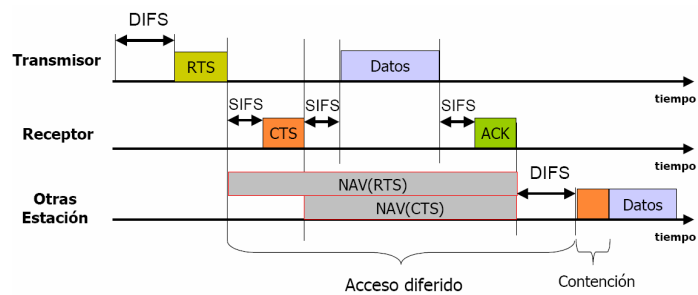 DIFS
Transmisor
RTS
Datos
tiempo
SIFS
SIFS
SIFS
Receptor
CTS
ACK
tiempo
DIFS
NAV(RTS)
Otras
Estación
NAV(CTS)
Datos
tiempo
Acceso diferido
Contención